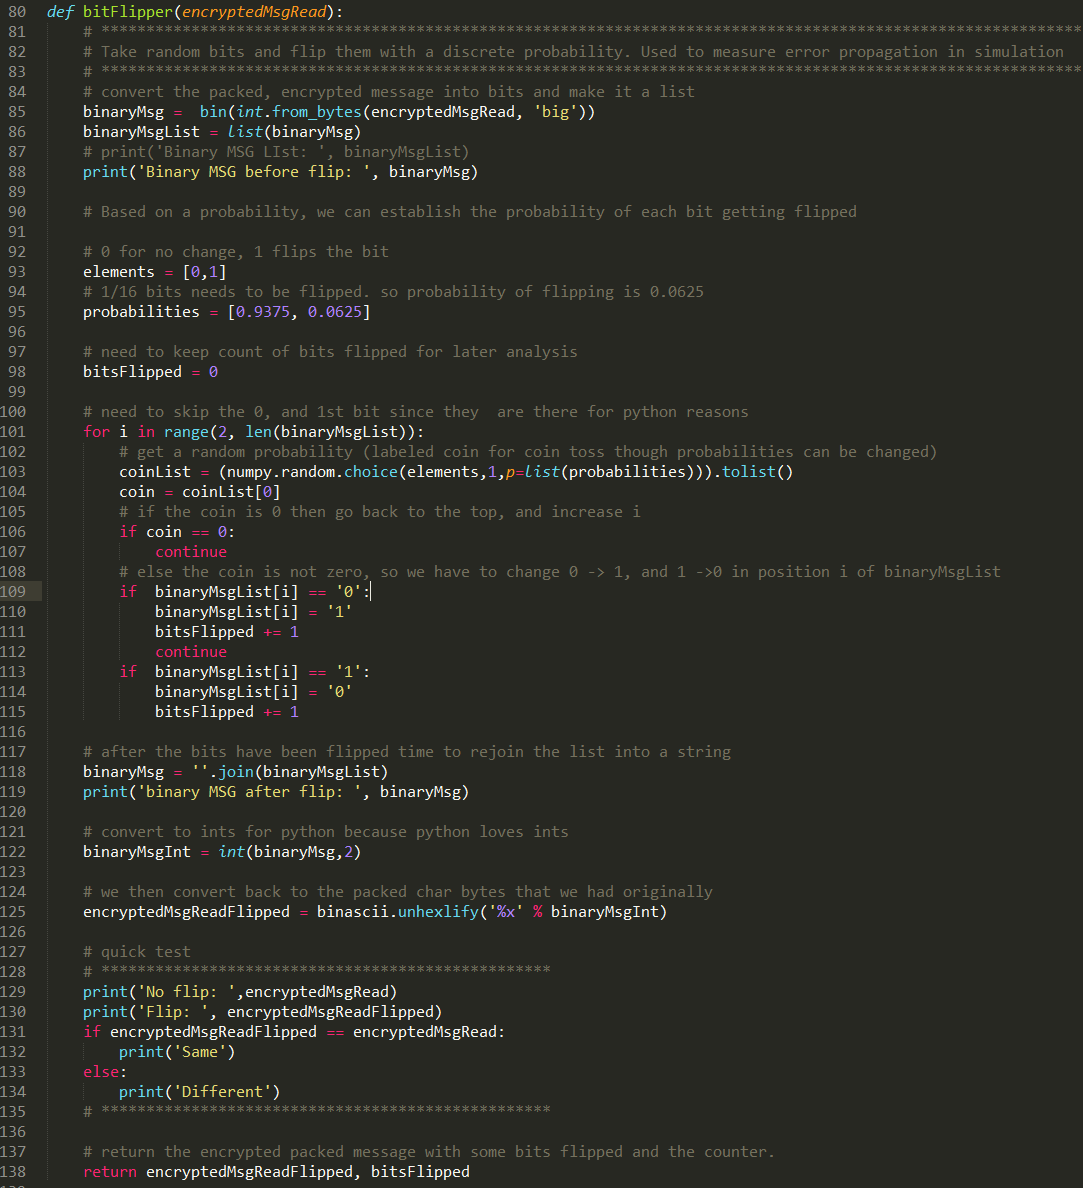 80 def bitFlipper(encryptedMsgRead):
81 # *************************************************************************************************************
82 # Take random bits and flip them with a discrete probability. Used to measure error propagation in simulation
83 # *************************************************************************************************************
84 # convert the packed, encrypted message into bits and make it a list
85 binaryMsg =  bin(int.from_bytes(encryptedMsgRead, 'big'))
86 binaryMsgList = list(binaryMsg)
87 # print('Binary MSG LIst: ', binaryMsgList)
88 print('Binary MSG before flip: ', binaryMsg)
89
90 # Based on a probability, we can establish the probability of each bit getting flipped
91
92 # 0 for no change, 1 flips the bit
93 elements = [0,1]
94 # 1/16 bits needs to be flipped. so probability of flipping is 0.0625
95 probabilities = [0.9375, 0.0625]
96
97 # need to keep count of bits flipped for later analysis
98 bitsFlipped = 0
99
100 # need to skip the 0, and 1st bit since they  are there for python reasons
101 for i in range(2, len(binaryMsgList)):
102 # get a random probability (labeled coin for coin toss though probabilities can be changed)
103 coinList = (numpy.random.choice(elements,1,p=list(probabilities))).tolist()
104 coin = coinList[0]
105 # if the coin is 0 then go back to the top, and increase i
106 if coin == 0:
107 continue
108 # else the coin is not zero, so we have to change 0 -> 1, and 1 ->0 in position i of binaryMsgList
109 if  binaryMsgList[i] == '0':
110 binaryMsgList[i] = '1'
111 bitsFlipped += 1
112 continue
113 if  binaryMsgList[i] == '1':
114 binaryMsgList[i] = '0'
115 bitsFlipped += 1
116
117 # after the bits have been flipped time to rejoin the list into a string
118 binaryMsg = ''.join(binaryMsgList)
119 print('binary MSG after flip: ', binaryMsg)
120
121 # convert to ints for python because python loves ints
122 binaryMsgInt = int(binaryMsg,2)
123
124 # we then convert back to the packed char bytes that we had originally
125 encryptedMsgReadFlipped = binascii.unhexlify('%x' % binaryMsgInt)
126
127 # quick test
128 # **************************************************
129 print('No flip: ',encryptedMsgRead)
130 print('Flip: ', encryptedMsgReadFlipped)
131 if encryptedMsgReadFlipped == encryptedMsgRead:
132 print('Same')
133 else:
134 print('Different')
135 # **************************************************
136
137 # return the encrypted packed message with some bits flipped and the counter.
138 return encryptedMsgReadFlipped, bitsFlipped